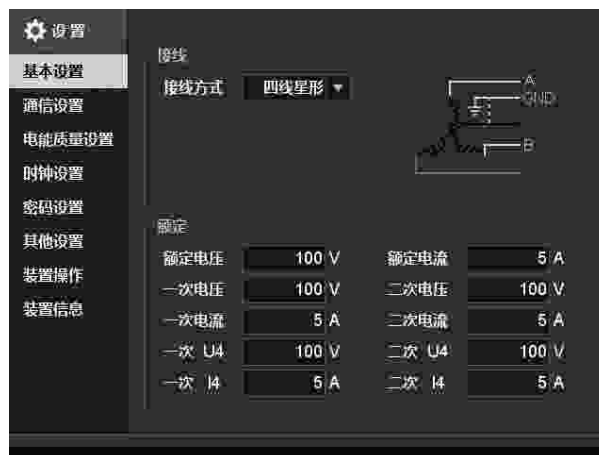 设置
基本设置
通信设置
电能质量设置
时钟设置
密码设置
其他设置
装置操作
装置信息
接线
接线方式 四线星形
A
GND
B
额定
额定电压 100 V 额定电流 5 A
一次电压 100 V 二次电压 100 V
一次电流 5 A 二次电流 5 A
一次 U4 100 V 二次 U4 100 V
一次 I4 5 A 二次 I4 5 A